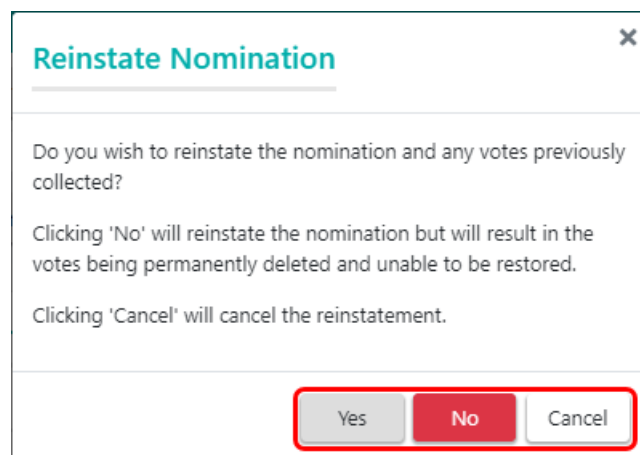 Reinstate Nomination
Do you wish to reinstate the nomination and any votes previously
collected?
Clicking 'No' will reinstate the nomination but will result in the
votes being permanently deleted and unable to be restored.
Clicking 'Cancel' will cancel the reinstatement.
Yes No Cancel